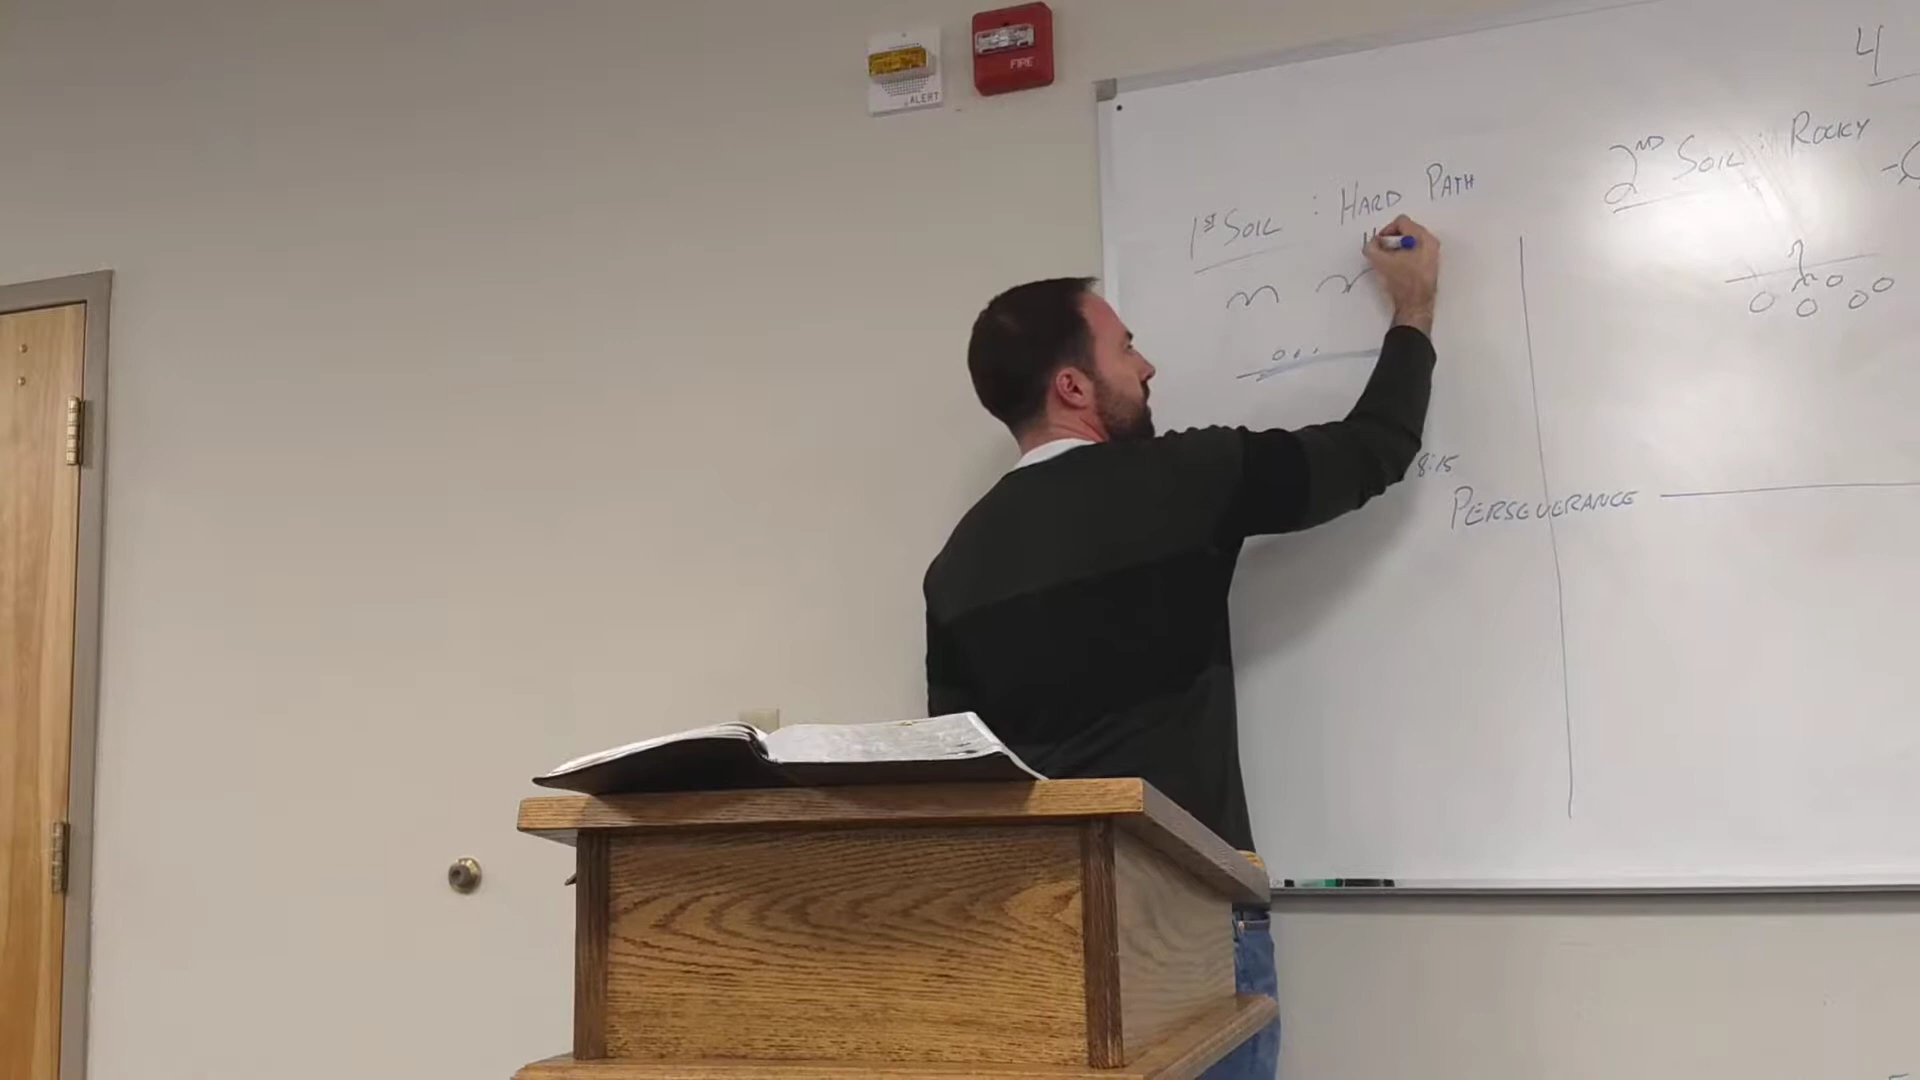 FIRE
ALERT
4
1ST SOIL : HARD PATH
2ND SOIL : ROCKY
8:15
PERSEVERANCE